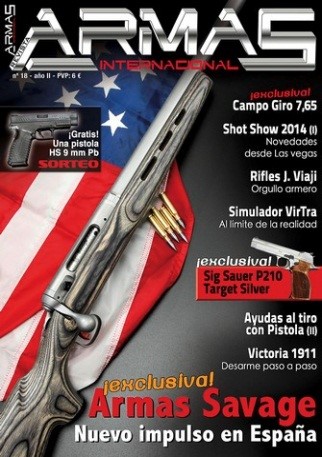 ARMAS
REVISTA
ARMAS
INTERNACIONAL
nº 18 - año II - PVP: 6 €
¡exclusiva!
Campo Giro 7,65
¡Gratis!
Una pistola
HS 9 mm Pb
SORTEO
Shot Show 2014 (I)
Novedades
desde Las vegas
Rifles J. Viaji
Orgullo armero
Simulador VirTra
Al límite de la realidad
¡exclusiva!
Sig Sauer P210
Target Silver
Ayudas al tiro
con Pistola (II)
Victoria 1911
Desarme paso a paso
¡exclusiva!
Armas Savage
Nuevo impulso en España